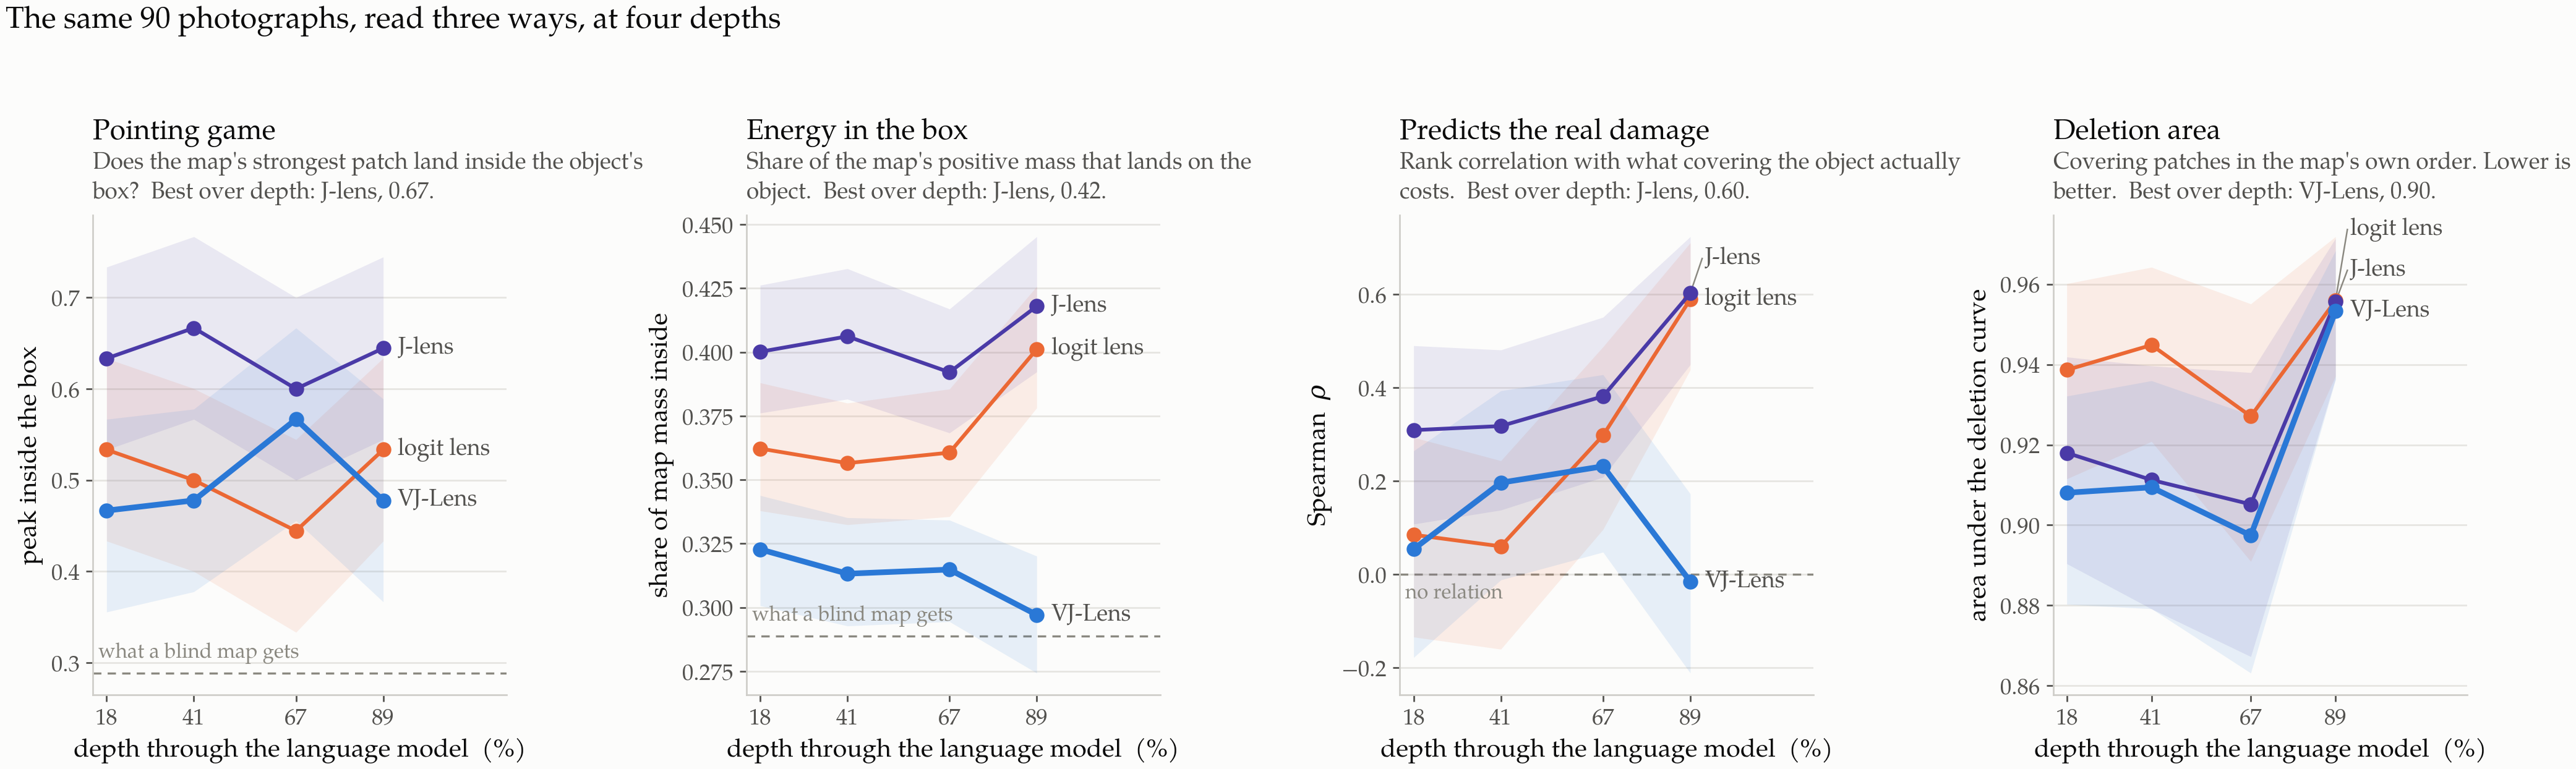 The same 90 photographs, read three ways, at four depths
Pointing game
Does the map's strongest patch land inside the object's
box?  Best over depth: J-lens, 0.67.
peak inside the box
0.7
0.6
0.5
0.4
0.3
J-lens
logit lens
VJ-Lens
what a blind map gets
18 41 67 89
depth through the language model (%)
Energy in the box
Share of the map's positive mass that lands on the
object.  Best over depth: J-lens, 0.42.
share of map mass inside
0.450
0.425
0.400
0.375
0.350
0.325
0.300
0.275
J-lens
logit lens
VJ-Lens
what a blind map gets
18 41 67 89
depth through the language model (%)
Predicts the real damage
Rank correlation with what covering the object actually
costs.  Best over depth: J-lens, 0.60.
Spearman ρ
0.6
0.4
0.2
0.0
−0.2
J-lens
logit lens
VJ-Lens
no relation
18 41 67 89
depth through the language model (%)
Deletion area
Covering patches in the map's own order. Lower is
better.  Best over depth: VJ-Lens, 0.90.
area under the deletion curve
0.96
0.94
0.92
0.90
0.88
0.86
logit lens
J-lens
VJ-Lens
18 41 67 89
depth through the language model (%)